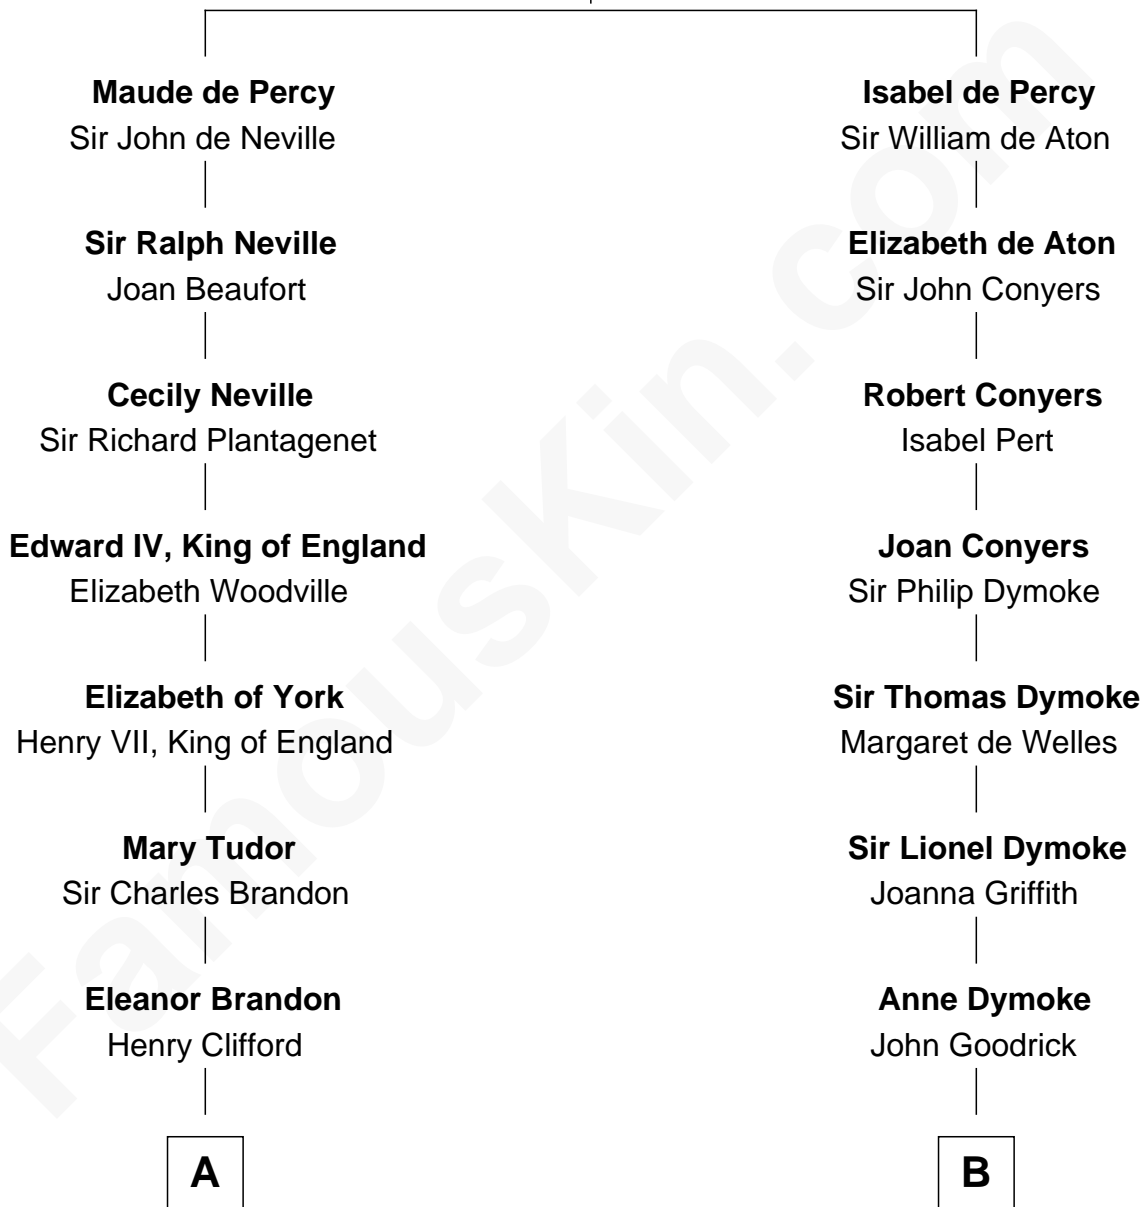 Maude de Percy
Sir John de Neville
Sir Ralph Neville
Joan Beaufort
Cecily Neville
Sir Richard Plantagenet
Edward IV, King of England
Elizabeth Woodville
Elizabeth of York
Henry VII, King of England
Mary Tudor
Sir Charles Brandon
Eleanor Brandon
Henry Clifford
A
Isabel de Percy
Sir William de Aton
Elizabeth de Aton
Sir John Conyers
Robert Conyers
Isabel Pert
Joan Conyers
Sir Philip Dymoke
Sir Thomas Dymoke
Margaret de Welles
Sir Lionel Dymoke
Joanna Griffith
Anne Dymoke
John Goodrick
B
FamousKin.com